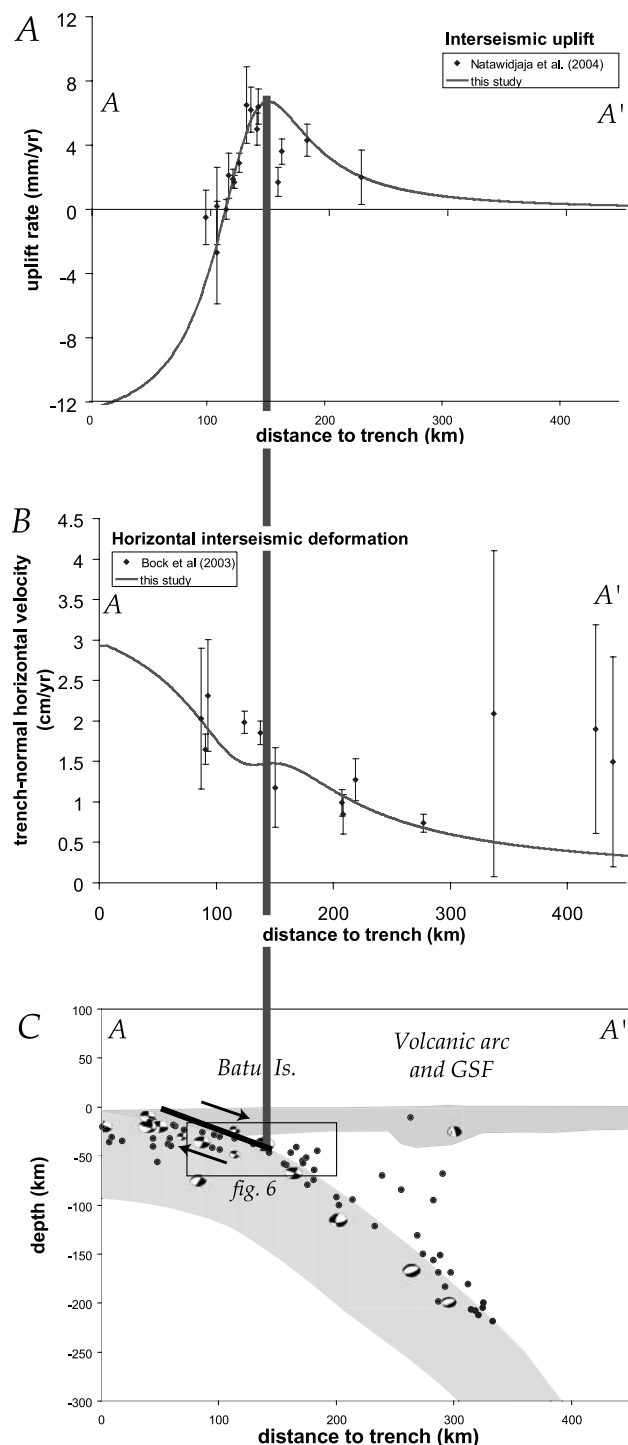 A
Interseismic uplift
Natawidjaja et al. (2004)
this study
A
A'
12
8
4
0
-4
-8
-12
uplift rate (mm/yr)
0
100
200
300
400
distance to trench (km)
B
4.5
4
3.5
3
2.5
2
1.5
1
0.5
0
trench-normal horizontal velocity
(cm/yr)
Horizontal interseismic deformation
Bock et al (2003)
this study
A
A'
0
100
200
300
400
distance to trench (km)
C
A
A'
100
50
0
-50
-100
-150
-200
-250
-300
depth (km)
Batu Is.
Volcanic arc
and GSF
fig. 6
0
100
200
300
400
distance to trench (km)